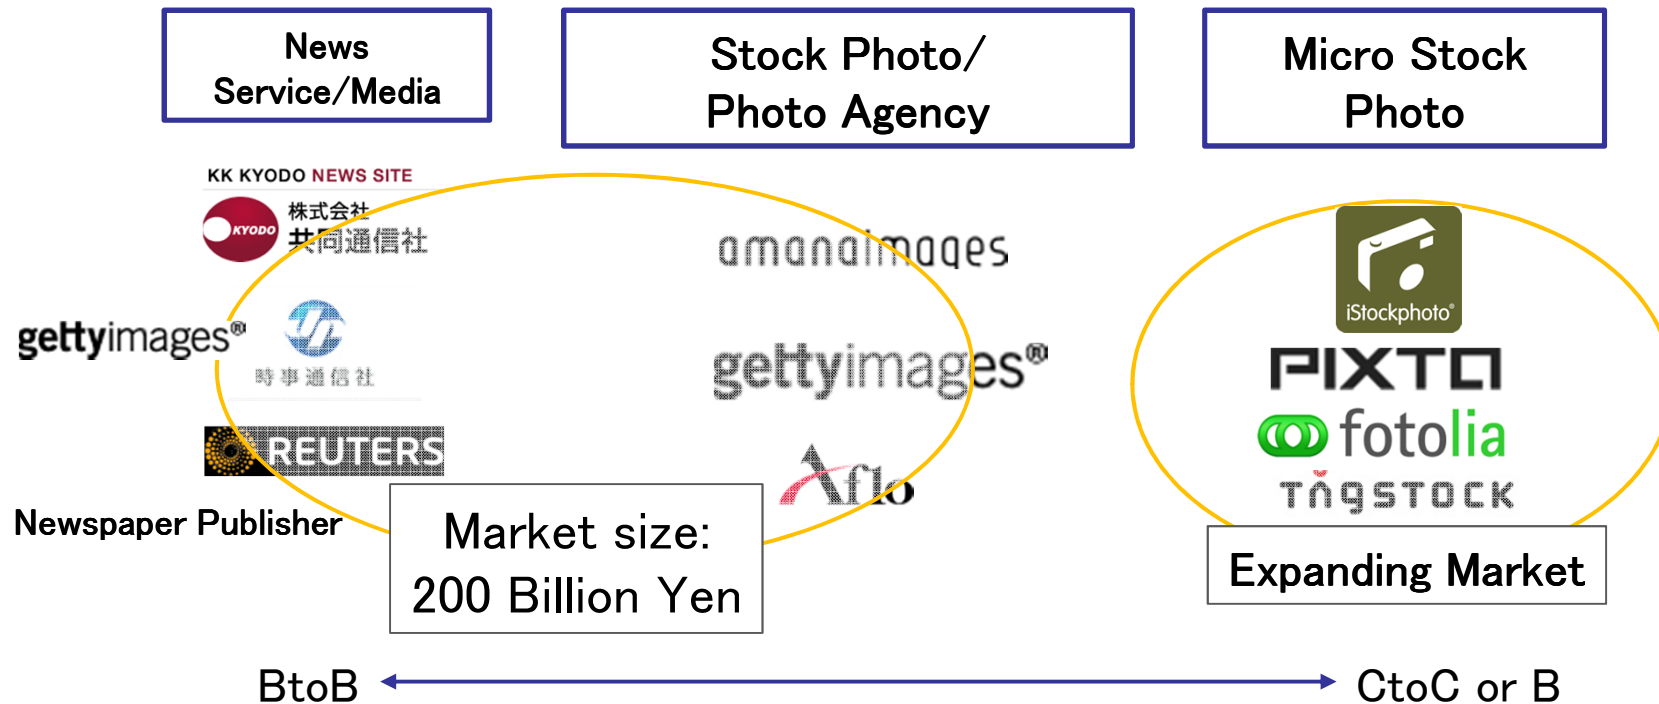 News
Service/Media
Stock Photo/
Photo Agency
Micro Stock
Photo
KK KYODO NEWS SITE
KYODO
株式会社
共同通信社
gettyimages®
時事通信社
REUTERS
Newspaper Publisher
amanaimages
gettyimages®
Aflo
Market size:
200 Billion Yen
iStockphoto®
PIXTA
fotolia
TAGSTOCK
Expanding Market
BtoB
CtoC or B